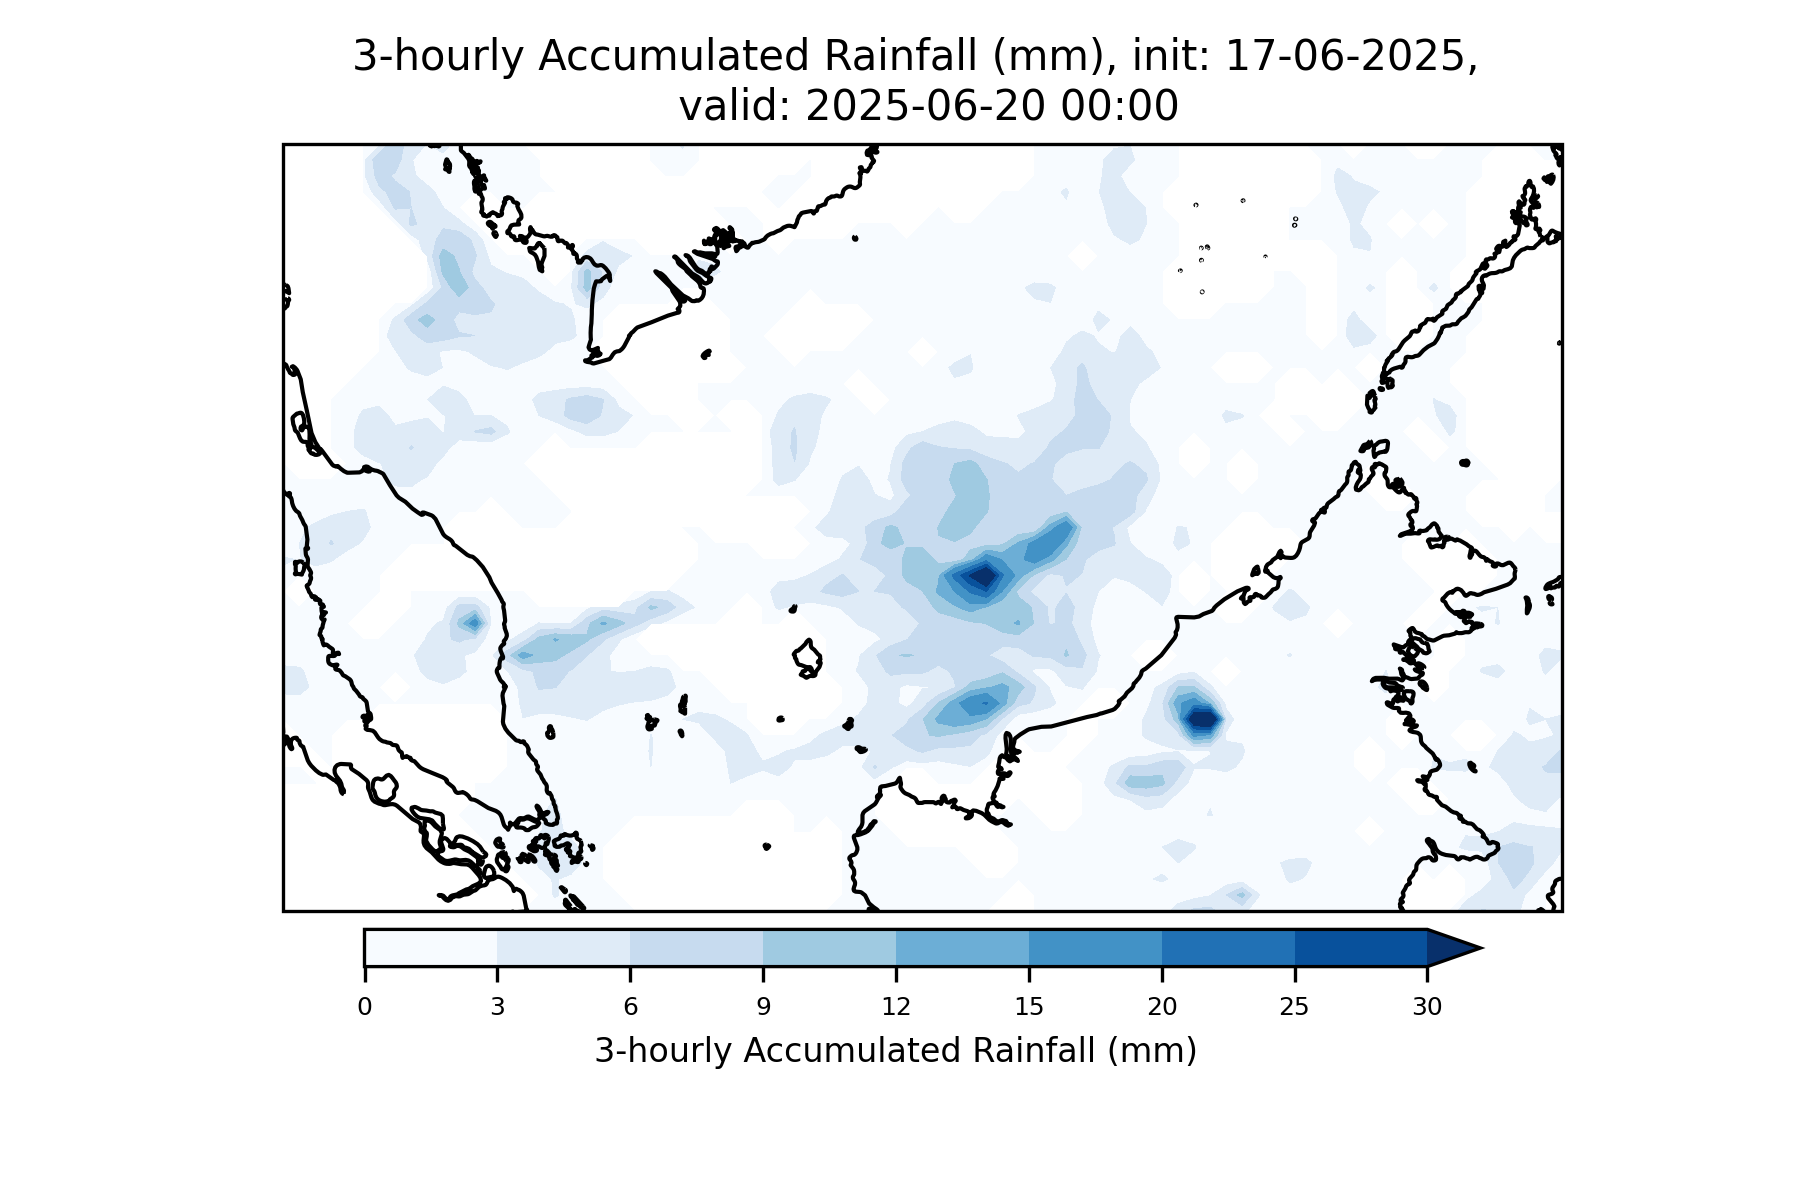 3-hourly Accumulated Rainfall (mm), init: 17-06-2025,
valid: 2025-06-20 00:00
0 3 6 9 12 15 20 25 30
3-hourly Accumulated Rainfall (mm)